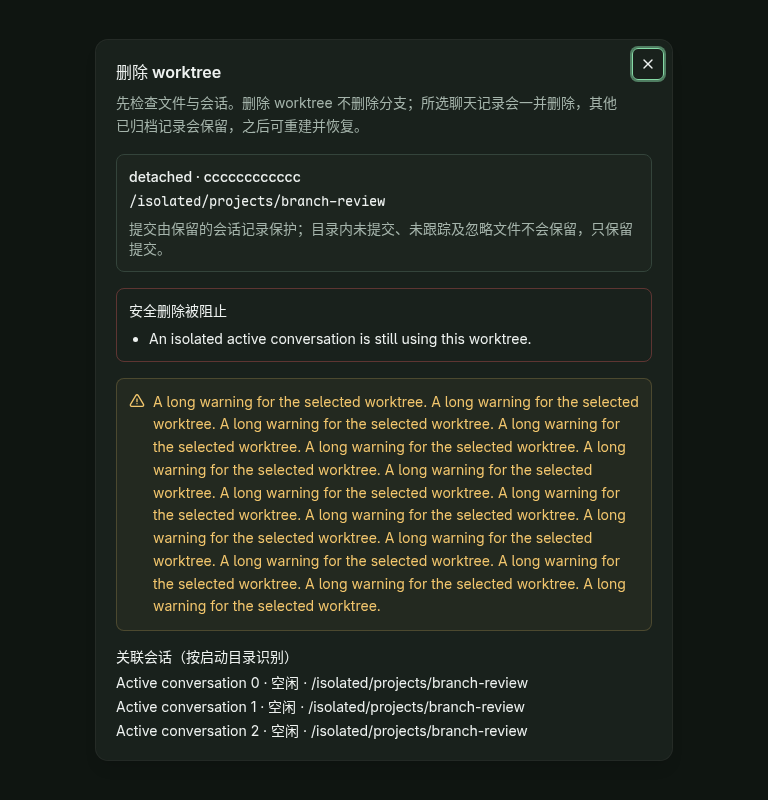 删除 worktree
先检查文件与会话。删除 worktree 不删除分支；所选聊天记录会一并删除，其他
已归档记录会保留，之后可重建并恢复。
detached · cccccccccccc
/isolated/projects/branch-review
提交由保留的会话记录保护；目录内未提交、未跟踪及忽略文件不会保留，只保留
提交。
安全删除被阻止
• An isolated active conversation is still using this worktree.
A long warning for the selected worktree. A long warning for the selected
worktree. A long warning for the selected worktree. A long warning for
the selected worktree. A long warning for the selected worktree. A long
warning for the selected worktree. A long warning for the selected
worktree. A long warning for the selected worktree. A long warning for
the selected worktree. A long warning for the selected worktree. A long
warning for the selected worktree. A long warning for the selected
worktree. A long warning for the selected worktree. A long warning for
the selected worktree. A long warning for the selected worktree. A long
warning for the selected worktree.
关联会话（按启动目录识别）
Active conversation 0 · 空闲 · /isolated/projects/branch-review
Active conversation 1 · 空闲 · /isolated/projects/branch-review
Active conversation 2 · 空闲 · /isolated/projects/branch-review